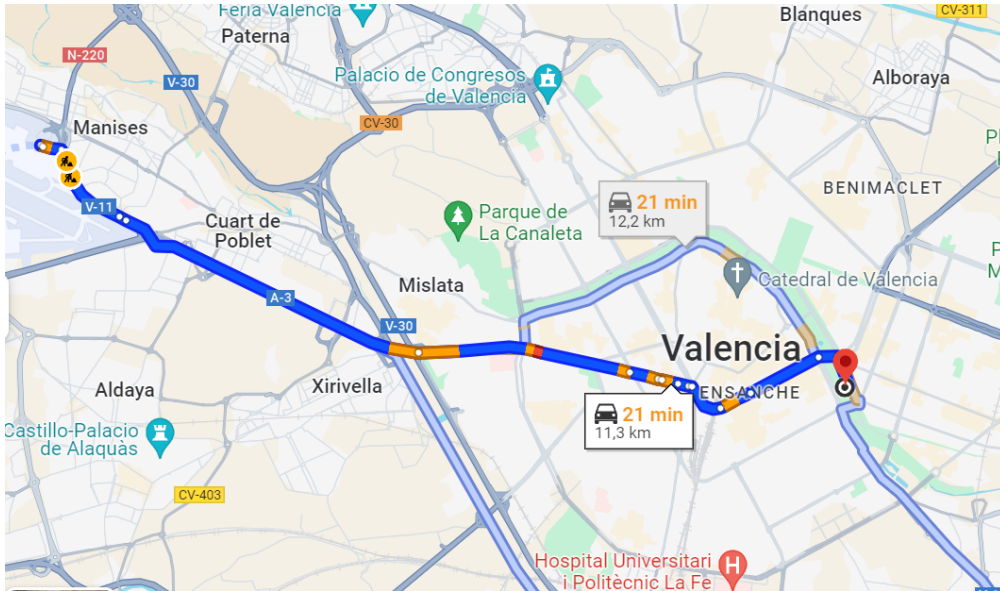 Feria Valencia
Paterna
Blanques
CV-311
N-220
V-30
Palacio de Congresos
de Valencia
Alboraya
CV-30
Manises
BENIMACLET
21 min
12,2 km
V-11
Cuart de
Poblet
Parque de
La Canaleta
Catedral de Valencia
Mislata
A-3
V-30
Valencia
Aldaya
Xirivella
ENSANCHE
21 min
11,3 km
Castillo-Palacio
de Alaquàs
CV-403
Hospital Universitari
i Politècnic La Fe
H